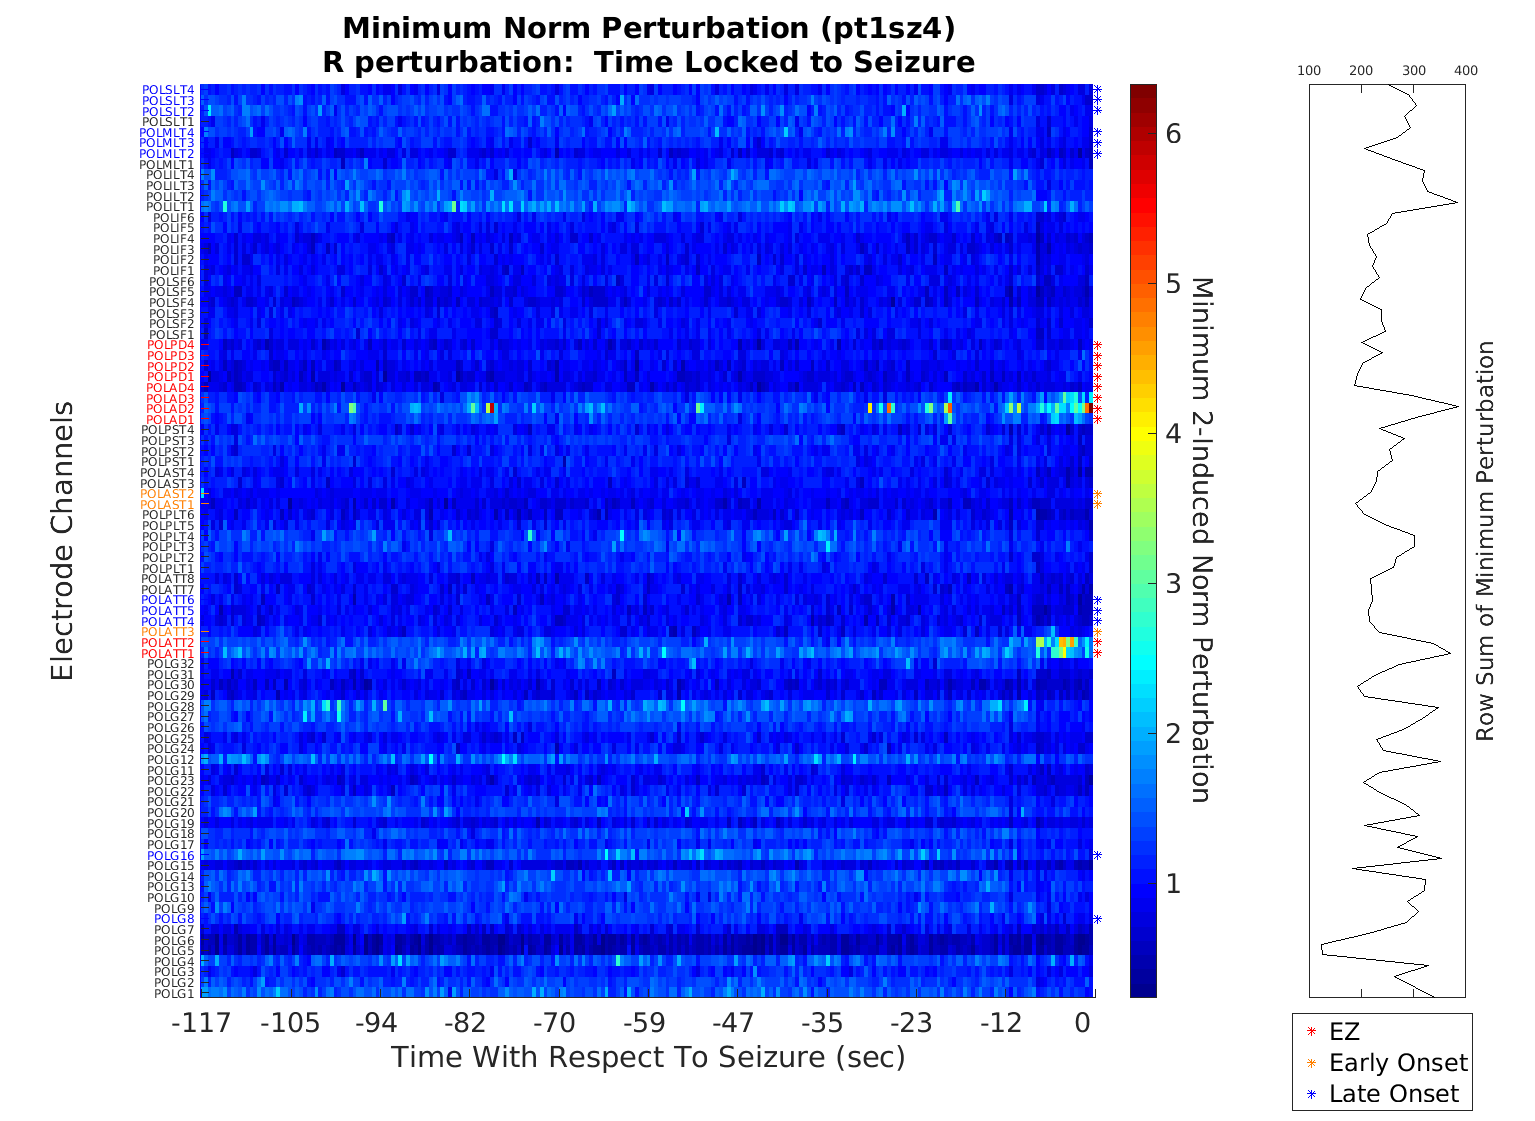 Minimum Norm Perturbation (pt1sz4)
R perturbation:  Time Locked to Seizure
Electrode Channels
POLSLT4
POLSLT3
POLSLT2
POLSLT1
POLMLT4
POLMLT3
POLMLT2
POLMLT1
POLILT4
POLILT3
POLILT2
POLILT1
POLIF6
POLIF5
POLIF4
POLIF3
POLIF2
POLIF1
POLSF6
POLSF5
POLSF4
POLSF3
POLSF2
POLSF1
POLPD4
POLPD3
POLPD2
POLPD1
POLAD4
POLAD3
POLAD2
POLAD1
POLPST4
POLPST3
POLPST2
POLPST1
POLAST4
POLAST3
POLAST2
POLAST1
POLPLT6
POLPLT5
POLPLT4
POLPLT3
POLPLT2
POLPLT1
POLATT8
POLATT7
POLATT6
POLATT5
POLATT4
POLATT3
POLATT2
POLATT1
POLG32
POLG31
POLG30
POLG29
POLG28
POLG27
POLG26
POLG25
POLG24
POLG12
POLG11
POLG23
POLG22
POLG21
POLG20
POLG19
POLG18
POLG17
POLG16
POLG15
POLG14
POLG13
POLG10
POLG9
POLG8
POLG7
POLG6
POLG5
POLG4
POLG3
POLG2
POLG1
-117 -105 -94 -82 -70 -59 -47 -35 -23 -12 0
Time With Respect To Seizure (sec)
6
5
4
3
2
1
Minimum 2-Induced Norm Perturbation
100 200 300 400
Row Sum of Minimum Perturbation
EZ
Early Onset
Late Onset